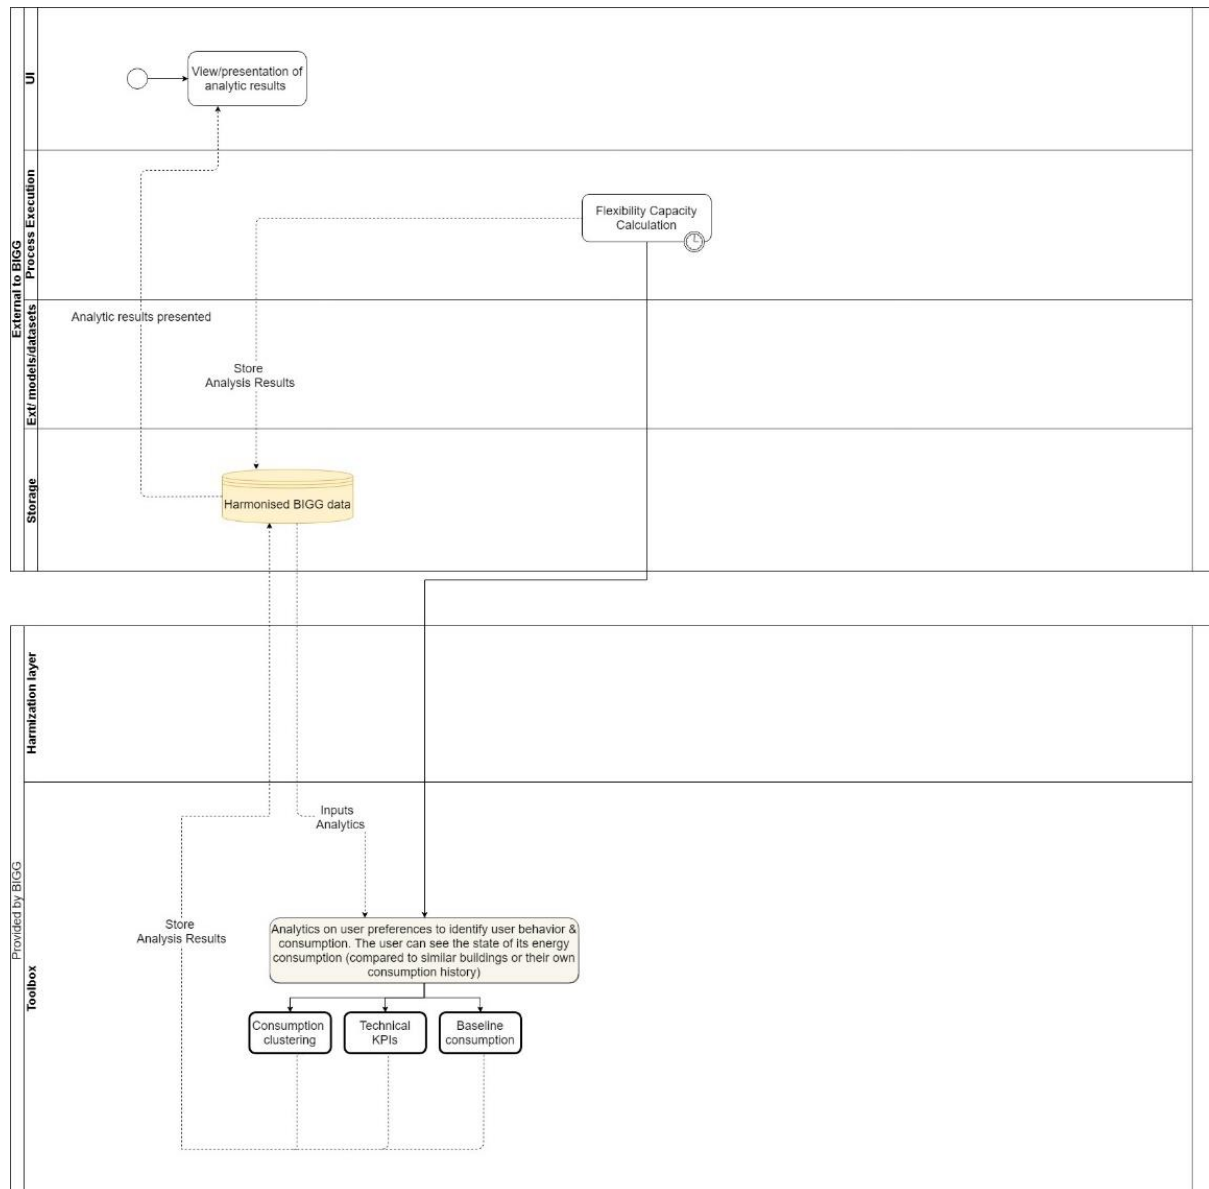 External to BIGG
UI
View/presentation of
analytic results
Process Execution
Flexibility Capacity
Calculation
Ext/ models/datasets
Analytic results presented
Store
Analysis Results
Storage
Harmonised BIGG data
Provided by BIGG
Harmization layer
Toolbox
Inputs
Analytics
Store
Analysis Results
Analytics on user preferences to identify user behavior &
consumption. The user can see the state of its energy
consumption (compared to similar buildings or their own
consumption history)
Consumption
clustering
Technical
KPIs
Baseline
consumption